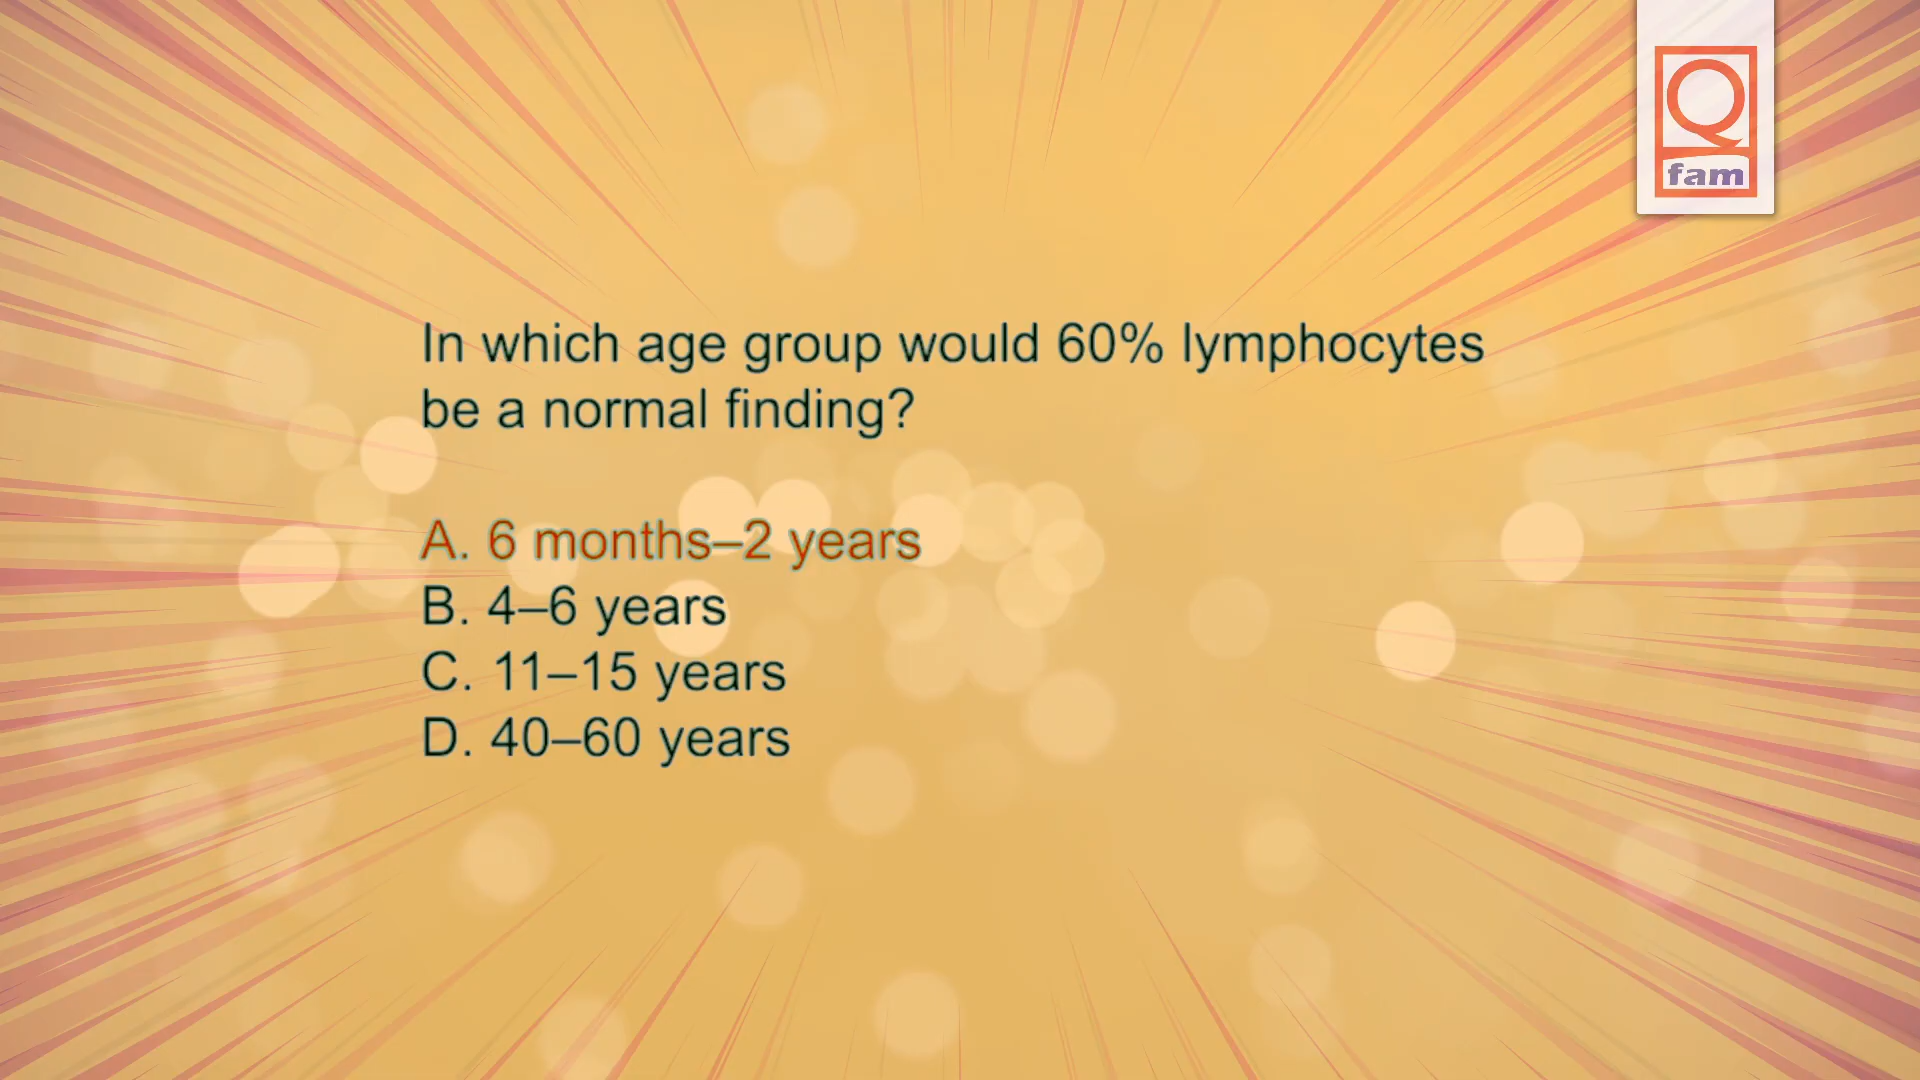 Q
fam
In which age group would 60% lymphocytes
be a normal finding?
A. 6 months–2 years
B. 4–6 years
C. 11–15 years
D. 40–60 years